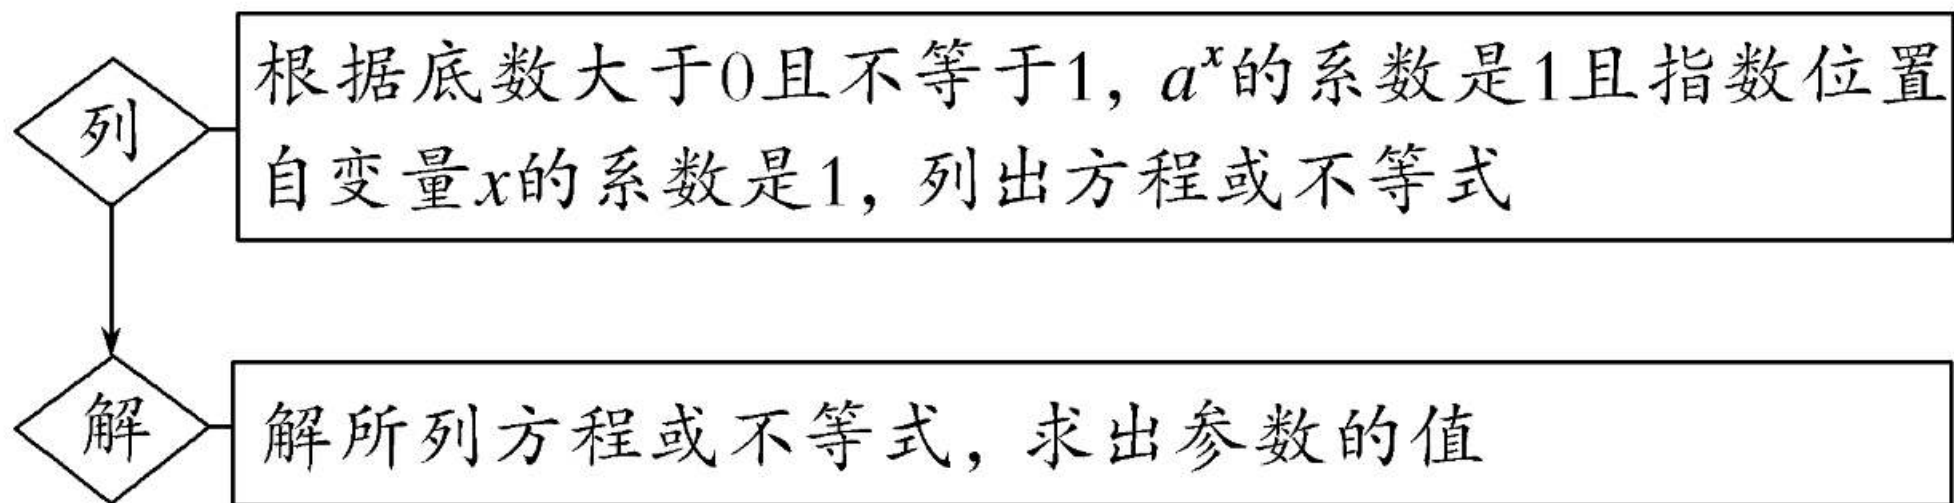 列
根据底数大于0且不等于1, aˣ的系数是1且指数位置
自变量x的系数是1, 列出方程或不等式
解
解所列方程或不等式, 求出参数的值